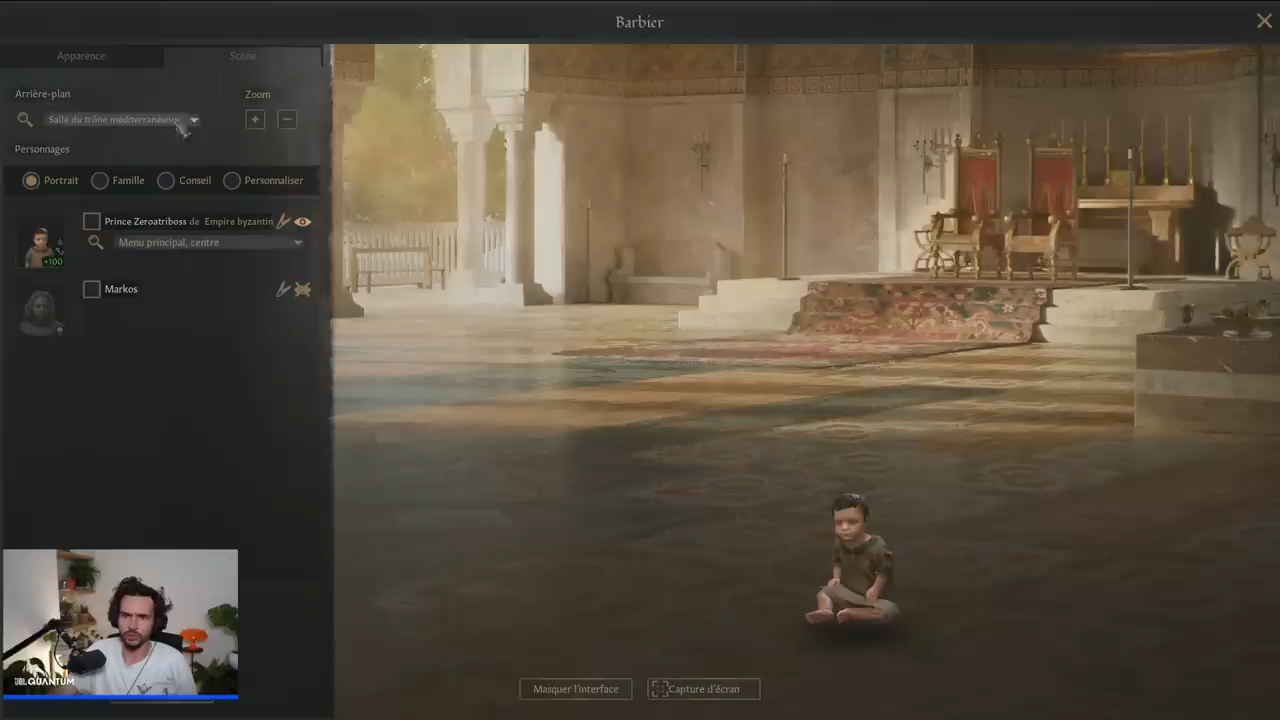 Barbier
Apparence
Scène
Arrière-plan
Zoom
Salle du trône méditerranéenne
Personnages
Portrait
Famille
Conseil
Personnaliser
Prince Zeroatriboss de Empire byzantin
Menu principal, centre
+100
Markos
Masquer l'interface
Capture d'écran
JBL QUANTUM